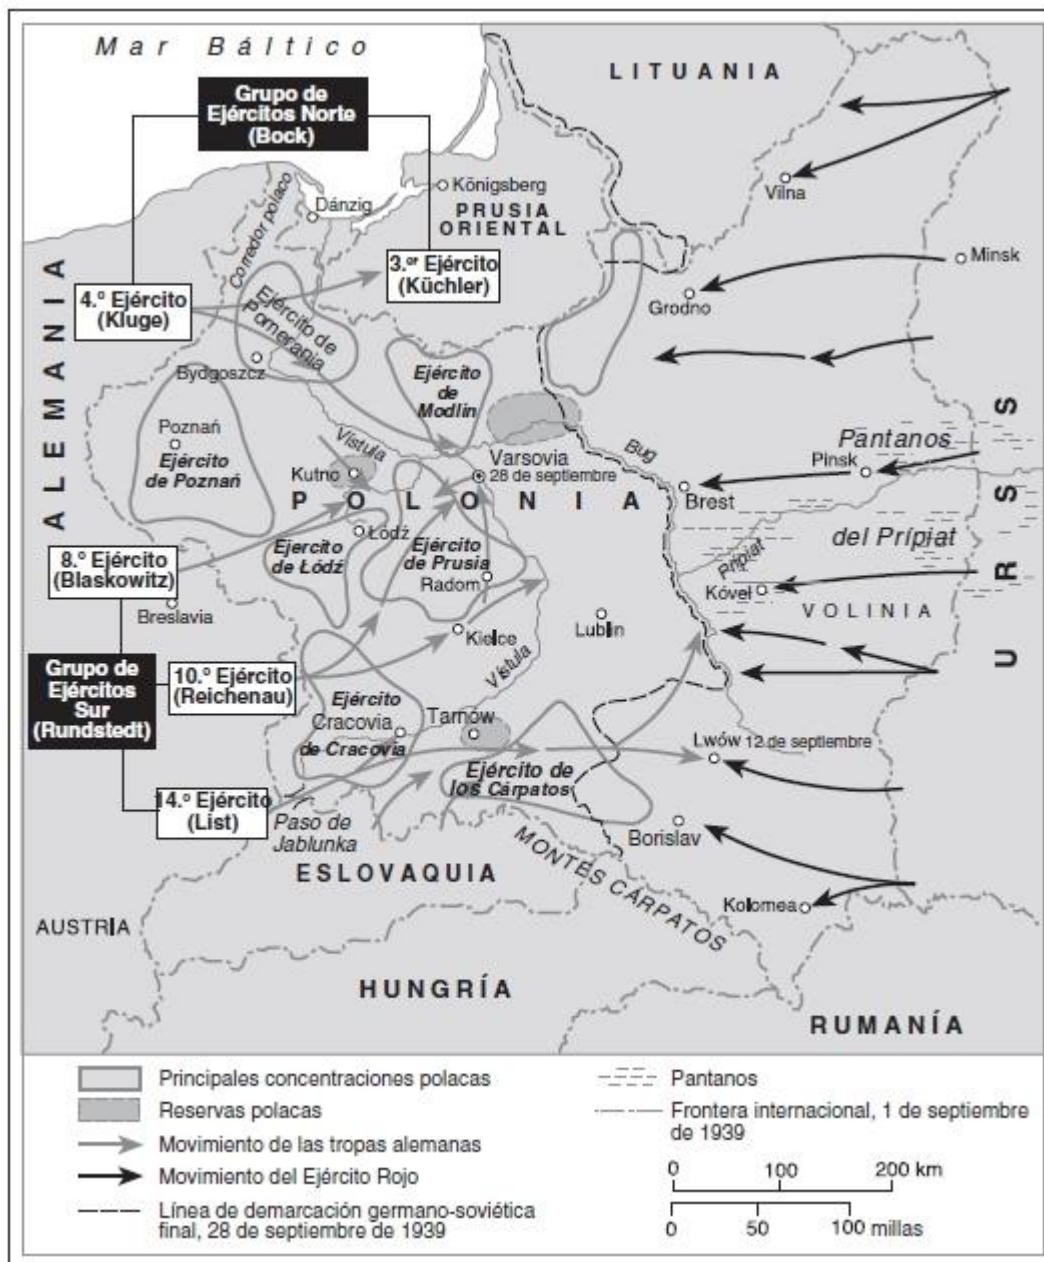 Mar Báltico
LITUANIA
Grupo de
Ejércitos Norte
(Bock)
Vilna
Königsberg
Dánzig
PRUSIA
ORIENTAL
Corredor polaco
Minsk
3.er Ejército
(Küchler)
4.º Ejército
(Kluge)
Grodno
Ejército de
Pomerania
ALEMANIA
Bydgoszcz
Ejército
de
Modlin
Poznań
Ejército
de Poznań
Vístula
Kutno
Varsovia
28 de septiembre
Bug
Pantanos
Pinsk
Brest
POLONIA
URSS
Łódź
Ejercito
de Łódź
Ejército
de Prusia
Radom
del Prípiat
Prípiat
8.º Ejército
(Blaskowitz)
Kóvel
VOLINIA
Breslavia
Lublin
Kielce
Vístula
Grupo de
Ejércitos
Sur
(Rundstedt)
10.º Ejército
(Reichenau)
Ejército
Cracovia
de Cracovia
Tarnów
Lwów 12 de septiembre
Ejército de
los Cárpatos
14.º Ejército
(List)
Paso de
Jablunka
Borislav
ESLOVAQUIA
MONTES CÁRPATOS
Kolomea
AUSTRIA
HUNGRÍA
RUMANÍA
Principales concentraciones polacas
Reservas polacas
Movimiento de las tropas alemanas
Movimiento del Ejército Rojo
Línea de demarcación germano-soviética
final, 28 de septiembre de 1939
Pantanos
Frontera internacional, 1 de septiembre
de 1939
0 100 200 km
0 50 100 millas